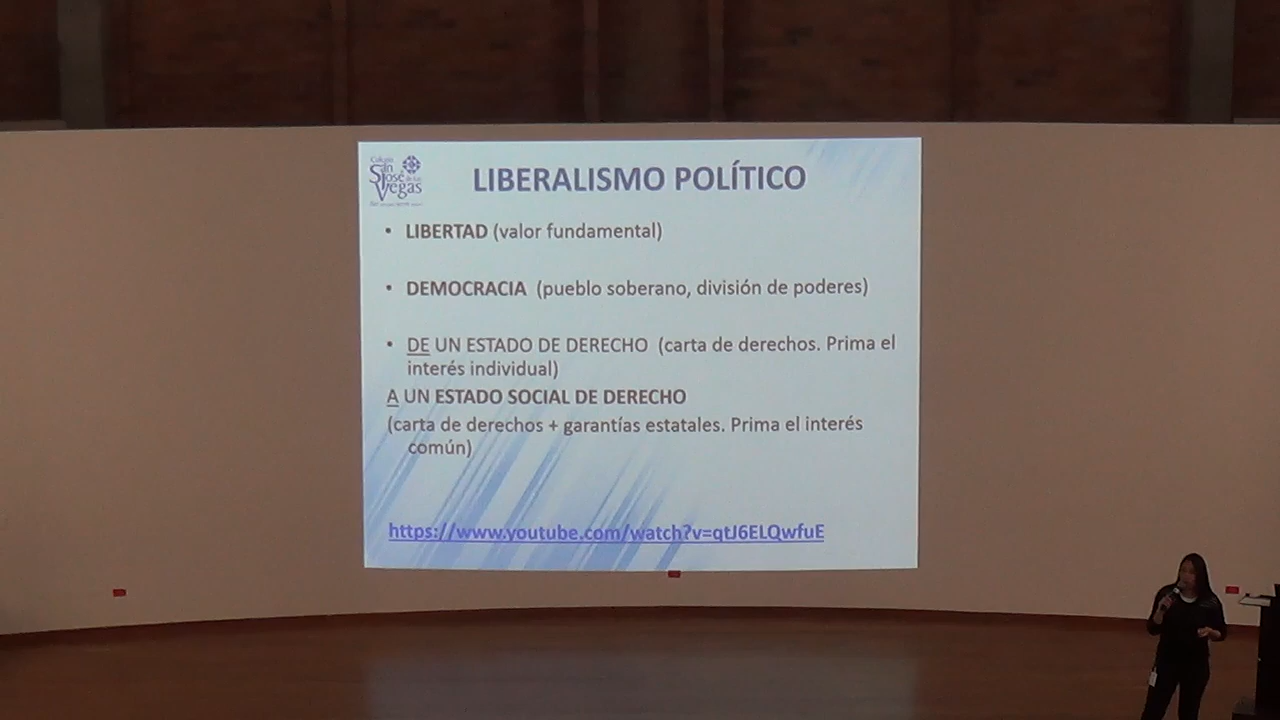 Colegio
San
José de las
Vegas
LIBERALISMO POLÍTICO
• LIBERTAD (valor fundamental)
• DEMOCRACIA (pueblo soberano, división de poderes)
• DE UN ESTADO DE DERECHO (carta de derechos. Prima el
interés individual)
A UN ESTADO SOCIAL DE DERECHO
(carta de derechos + garantías estatales. Prima el interés
común)
https://www.youtube.com/watch?v=qtJ6ELQwfuE